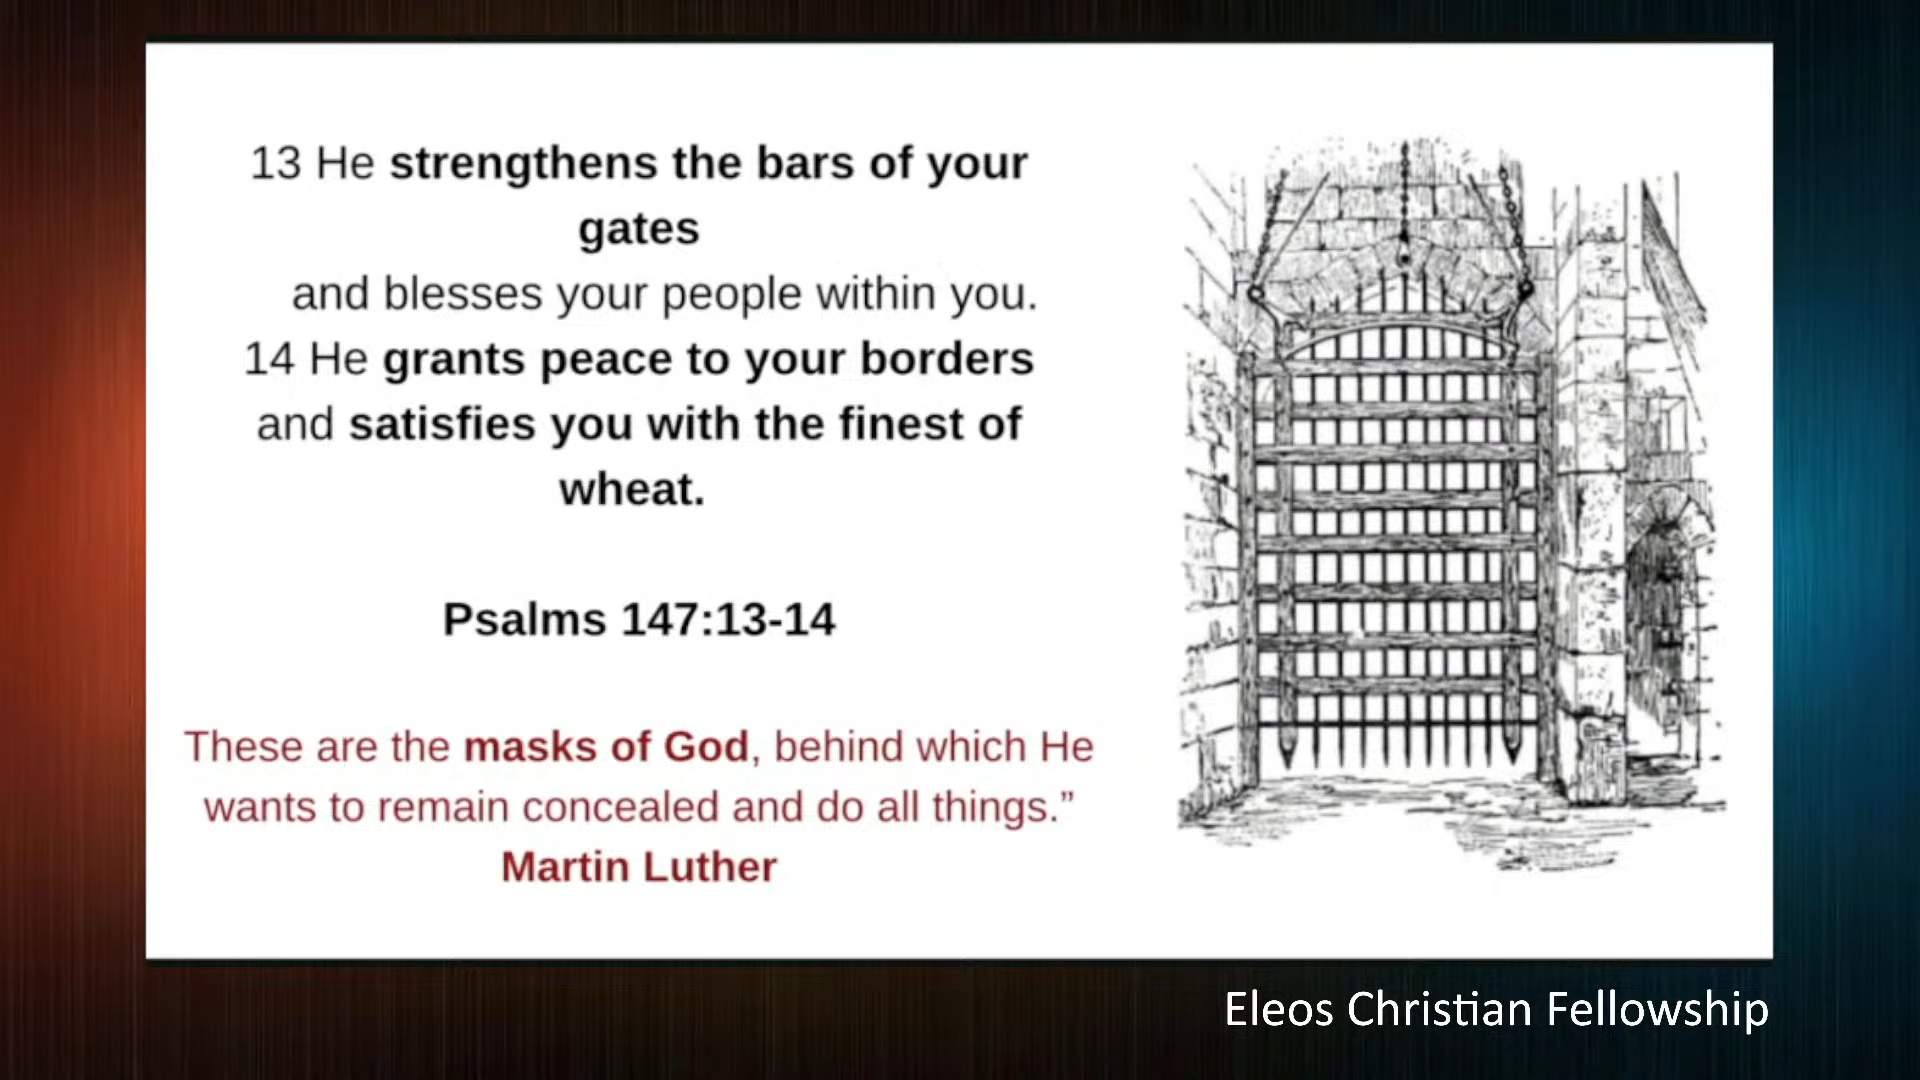 13 He strengthens the bars of your
gates
and blesses your people within you.
14 He grants peace to your borders
and satisfies you with the finest of
wheat.
Psalms 147:13-14
These are the masks of God, behind which He
wants to remain concealed and do all things.”
Martin Luther
Eleos Christian Fellowship